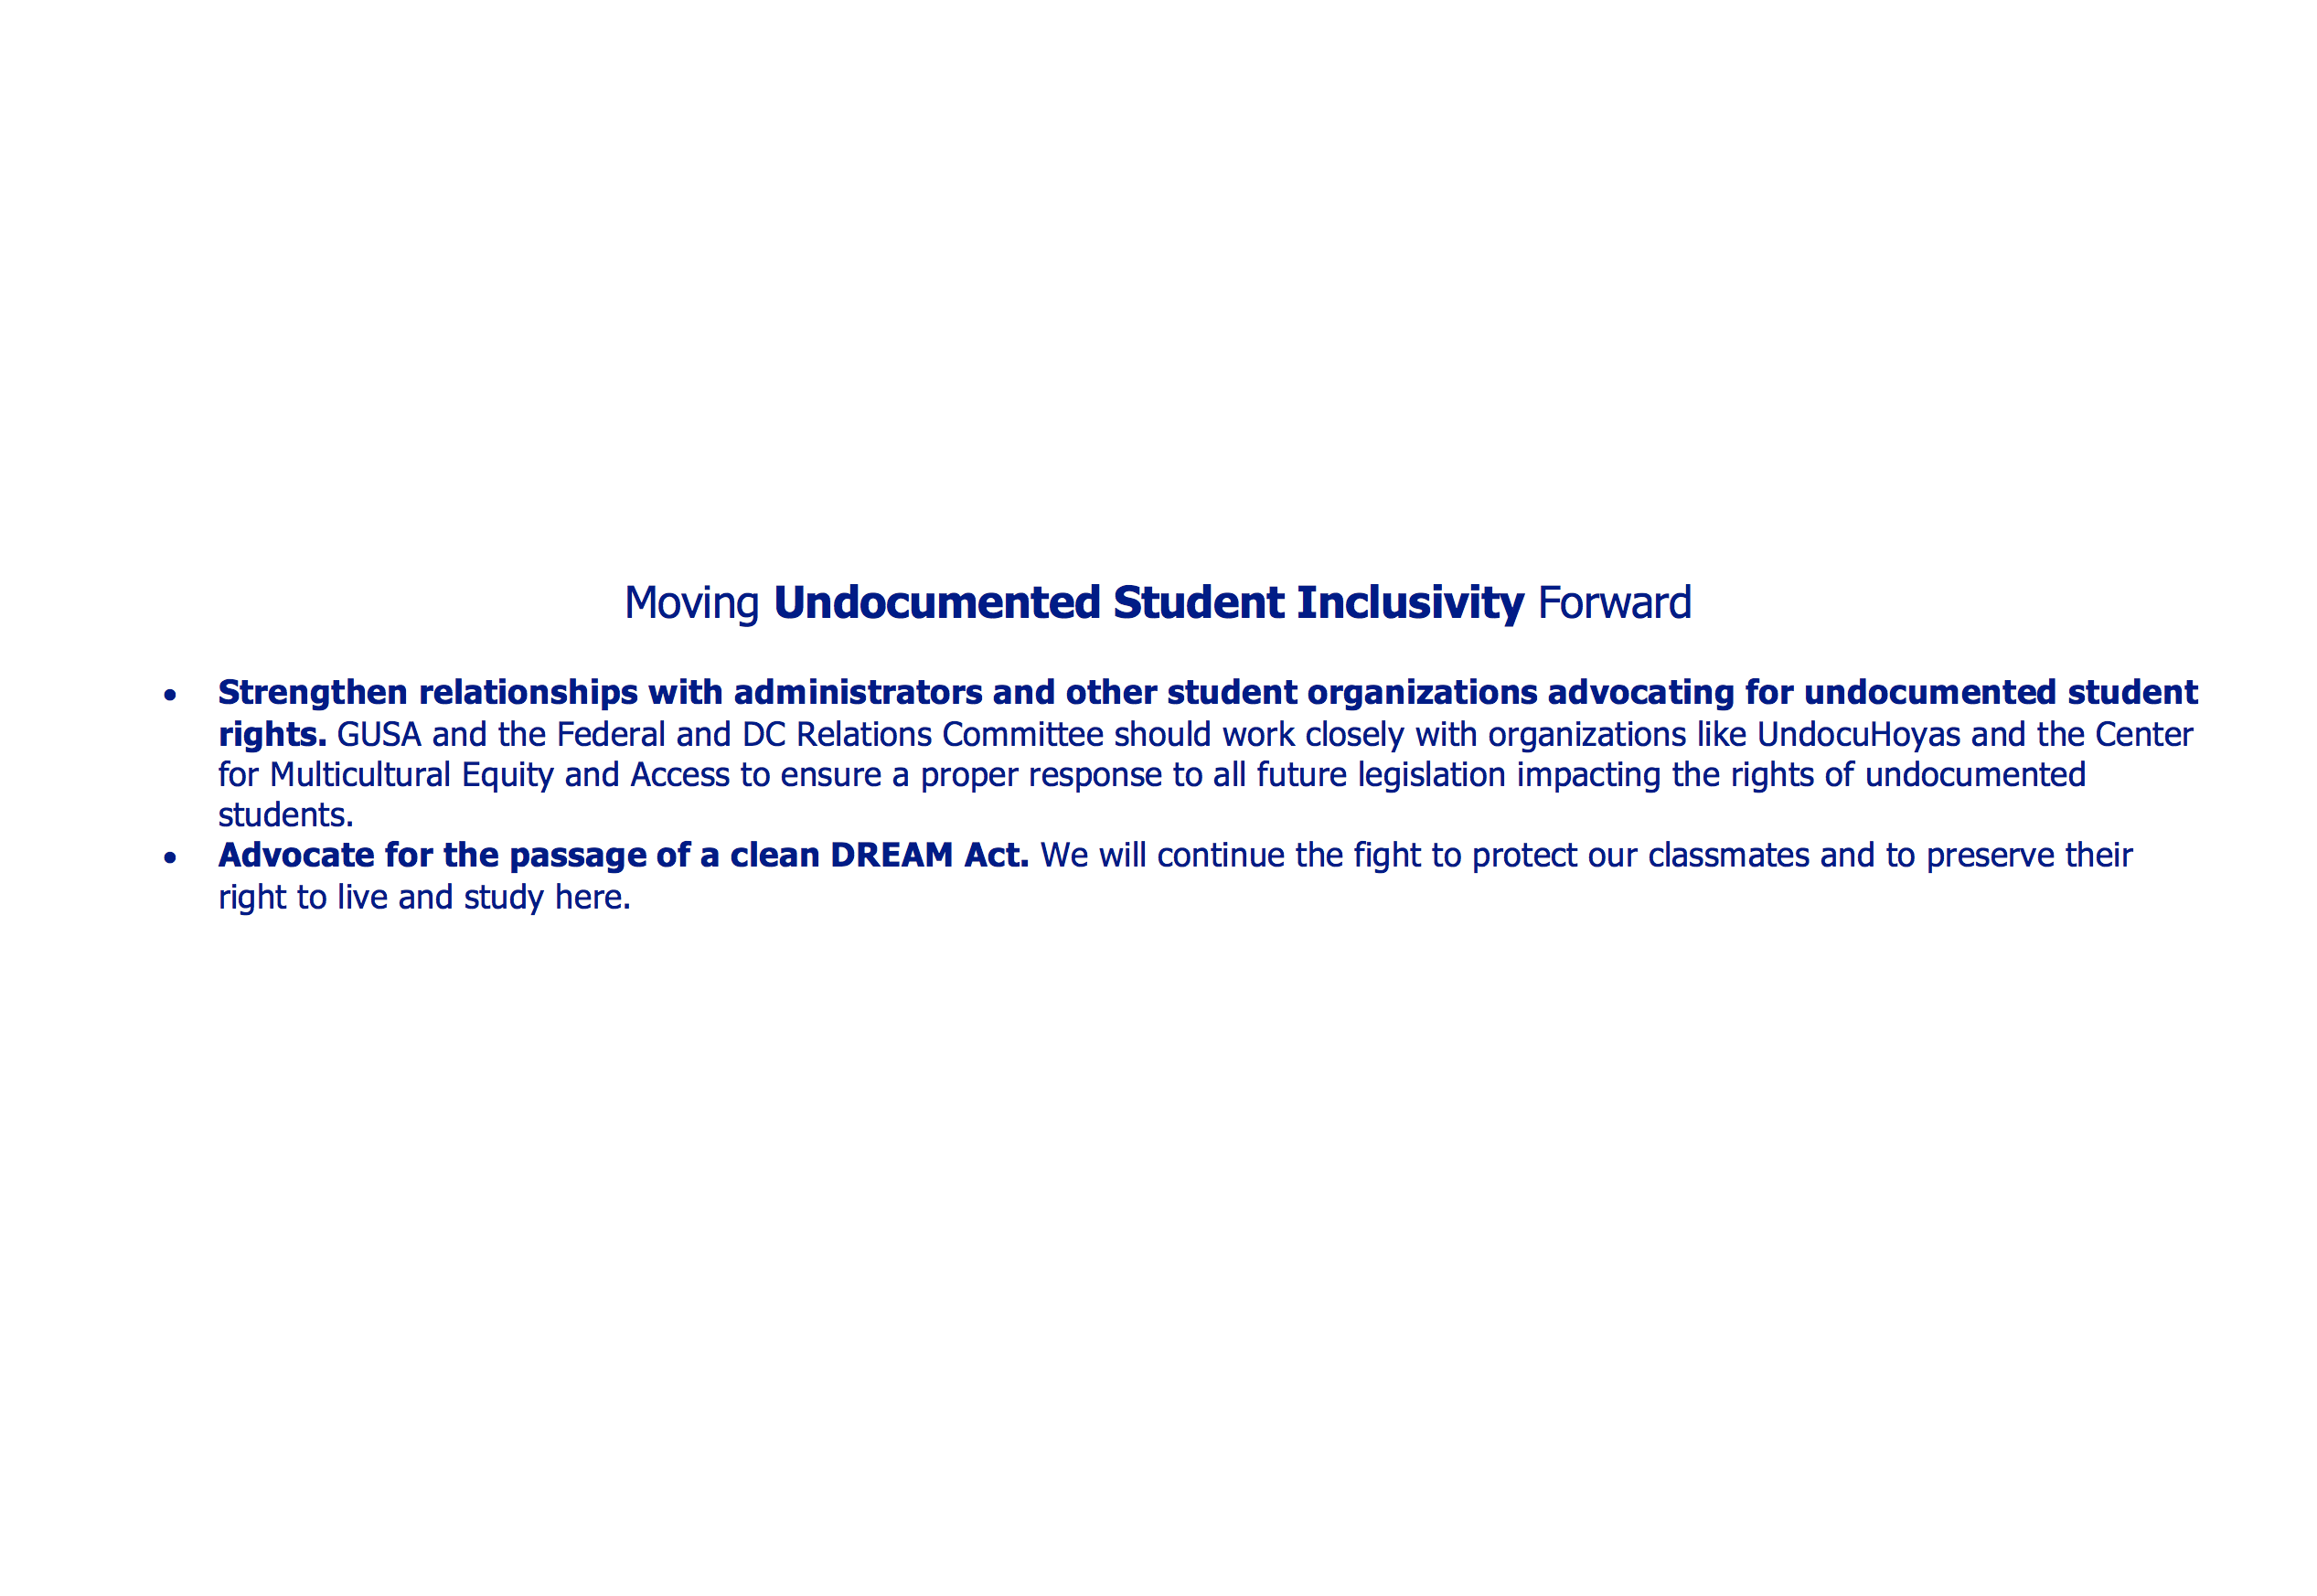 Moving Undocumented Student Inclusivity Forward
• Strengthen relationships with administrators and other student organizations advocating for undocumented student
rights. GUSA and the Federal and DC Relations Committee should work closely with organizations like UndocuHoyas and the Center
for Multicultural Equity and Access to ensure a proper response to all future legislation impacting the rights of undocumented
students.
• Advocate for the passage of a clean DREAM Act. We will continue the fight to protect our classmates and to preserve their
right to live and study here.